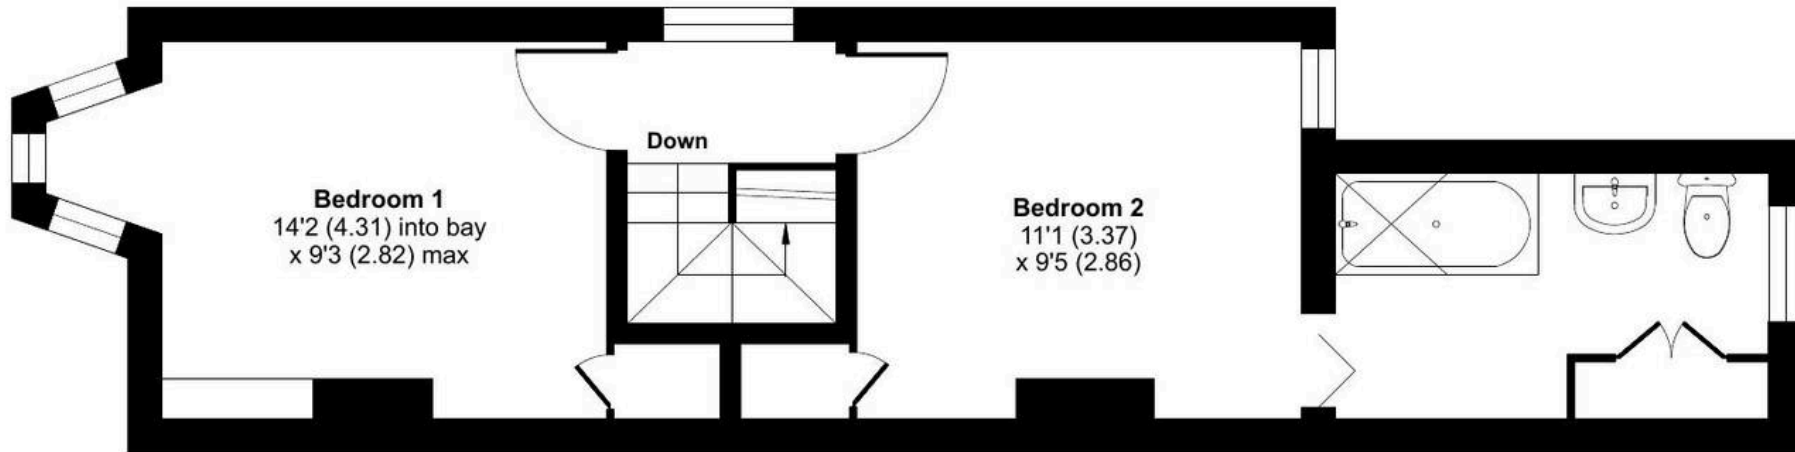 Down
Bedroom 1
14'2 (4.31) into bay
x 9'3 (2.82) max
Bedroom 2
11'1 (3.37)
x 9'5 (2.86)